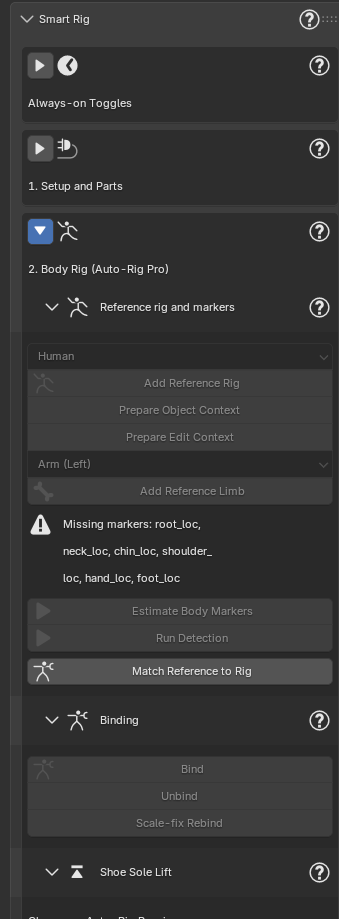 Smart Rig
Always-on Toggles
1. Setup and Parts
2. Body Rig (Auto-Rig Pro)
Reference rig and markers
Human
Add Reference Rig
Prepare Object Context
Prepare Edit Context
Arm (Left)
Add Reference Limb
Missing markers: root_loc,
neck_loc, chin_loc, shoulder_
loc, hand_loc, foot_loc
Estimate Body Markers
Run Detection
Match Reference to Rig
Binding
Bind
Unbind
Scale-fix Rebind
Shoe Sole Lift